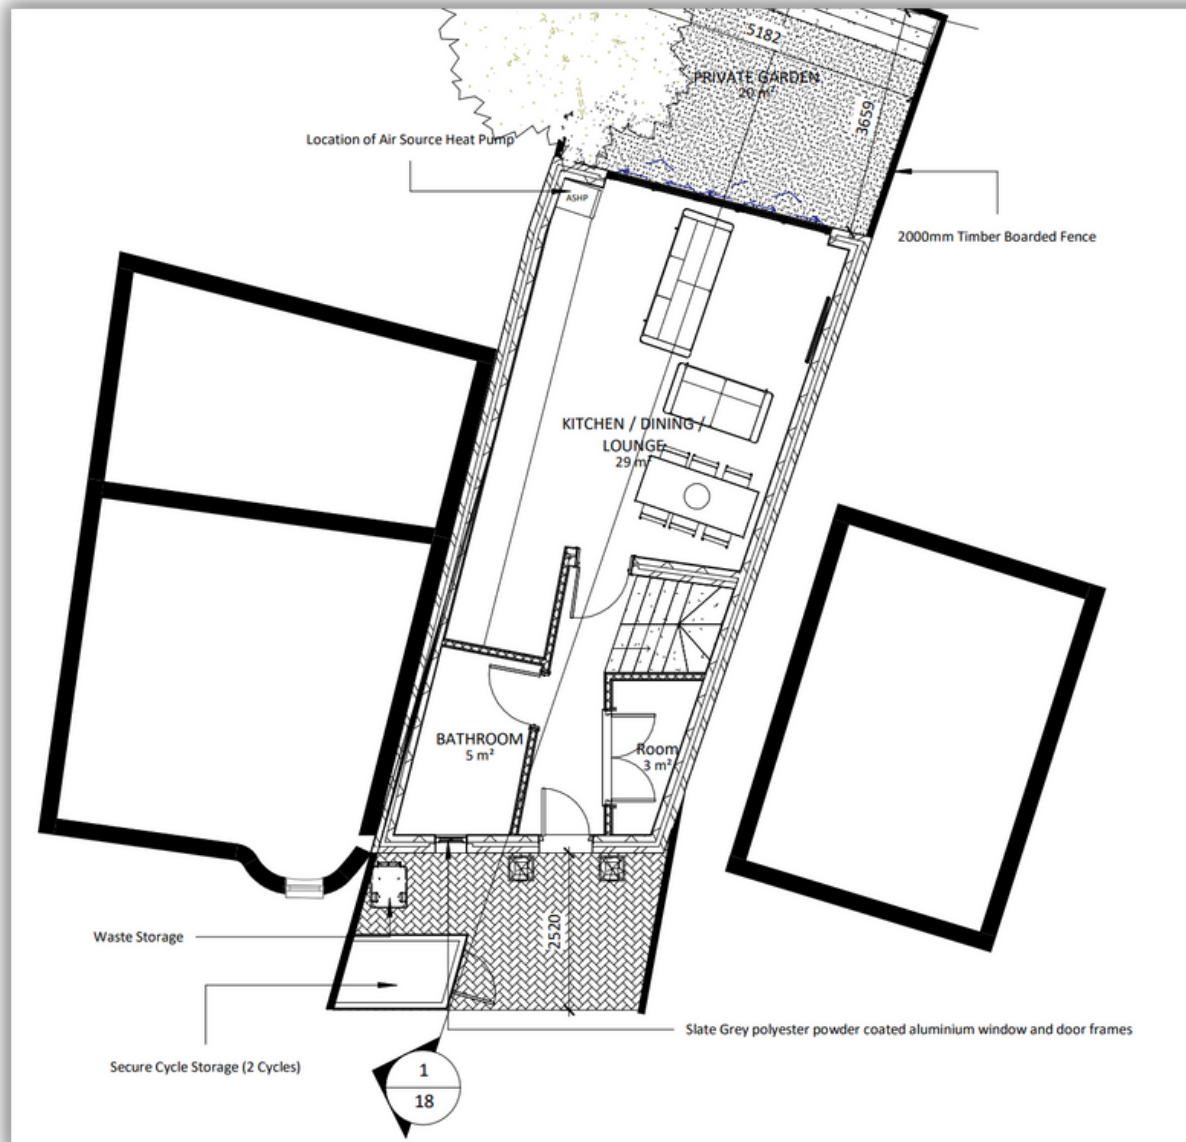 5182
PRIVATE GARDEN
20 m²
3659
Location of Air Source Heat Pump
ASHP
2000mm Timber Boarded Fence
KITCHEN / DINING /
LOUNGE
29 m²
BATHROOM
5 m²
Room
3 m²
2520
Waste Storage
Slate Grey polyester powder coated aluminium window and door frames
Secure Cycle Storage (2 Cycles)
1
18